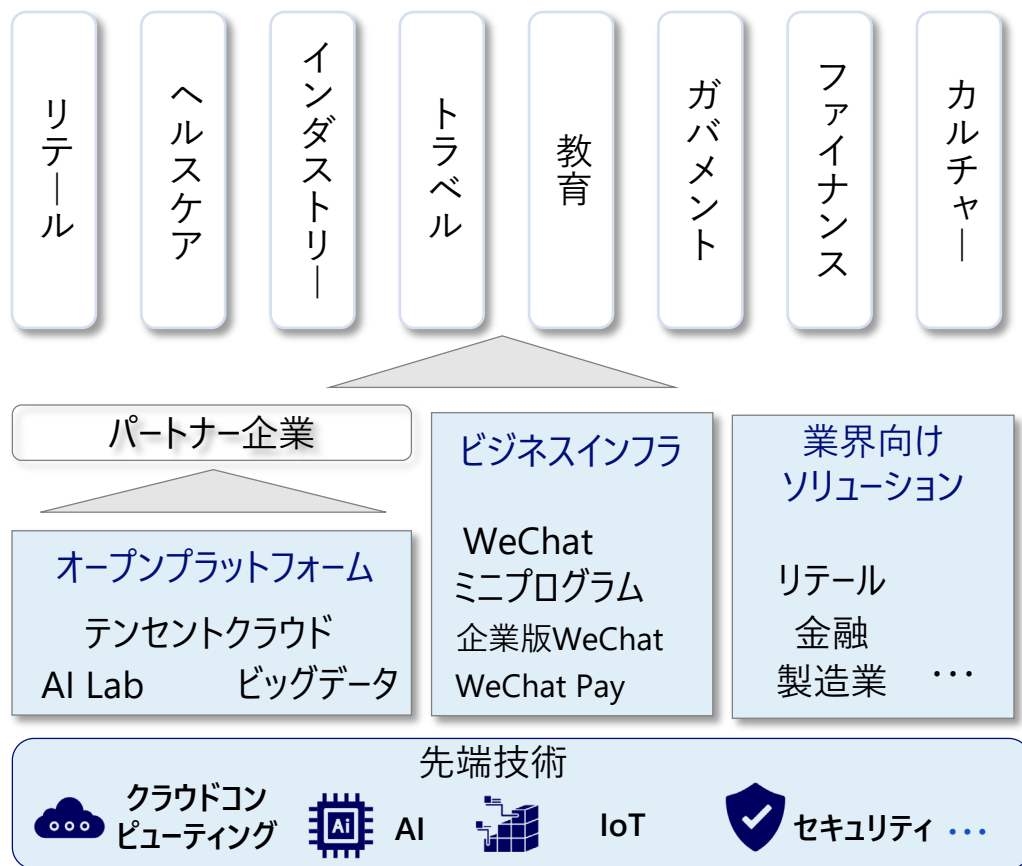 リテール
ヘルスケア
インダストリー
トラベル
教育
ガバメント
ファイナンス
カルチャー
パートナー企業
オープンプラットフォーム
テンセントクラウド
AI Lab ビッグデータ
ビジネスインフラ
WeChat
ミニプログラム
企業版WeChat
WeChat Pay
業界向け
ソリューション
リテール
金融
製造業 …
先端技術
クラウドコン
ピューティング
Ai
AI
IoT
セキュリティ …